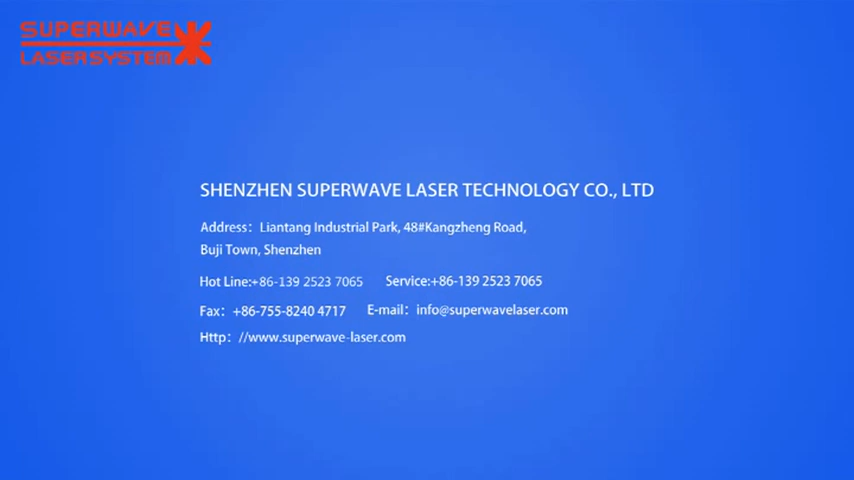 SUPERWAVE
LASER SYSTEM
SHENZHEN SUPERWAVE LASER TECHNOLOGY CO., LTD
Address：Liantang Industrial Park, 48#Kangzheng Road,
Buji Town, Shenzhen
Hot Line:+86-139 2523 7065 Service:+86-139 2523 7065
Fax：+86-755-8240 4717 E-mail：info@superwavelaser.com
Http：//www.superwave-laser.com